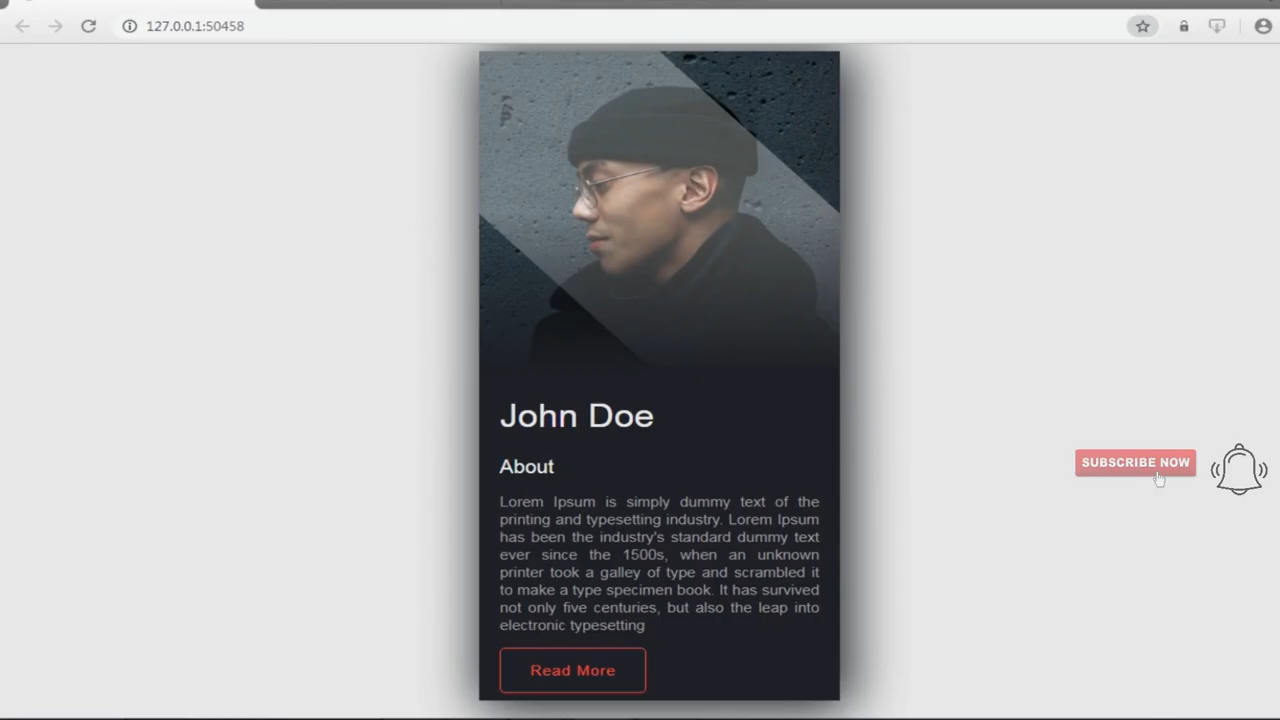 127.0.0.1:50458
John Doe
About
Lorem Ipsum is simply dummy text of the
printing and typesetting industry. Lorem Ipsum
has been the industry's standard dummy text
ever since the 1500s, when an unknown
printer took a galley of type and scrambled it
to make a type specimen book. It has survived
not only five centuries, but also the leap into
electronic typesetting
Read More
SUBSCRIBE NOW